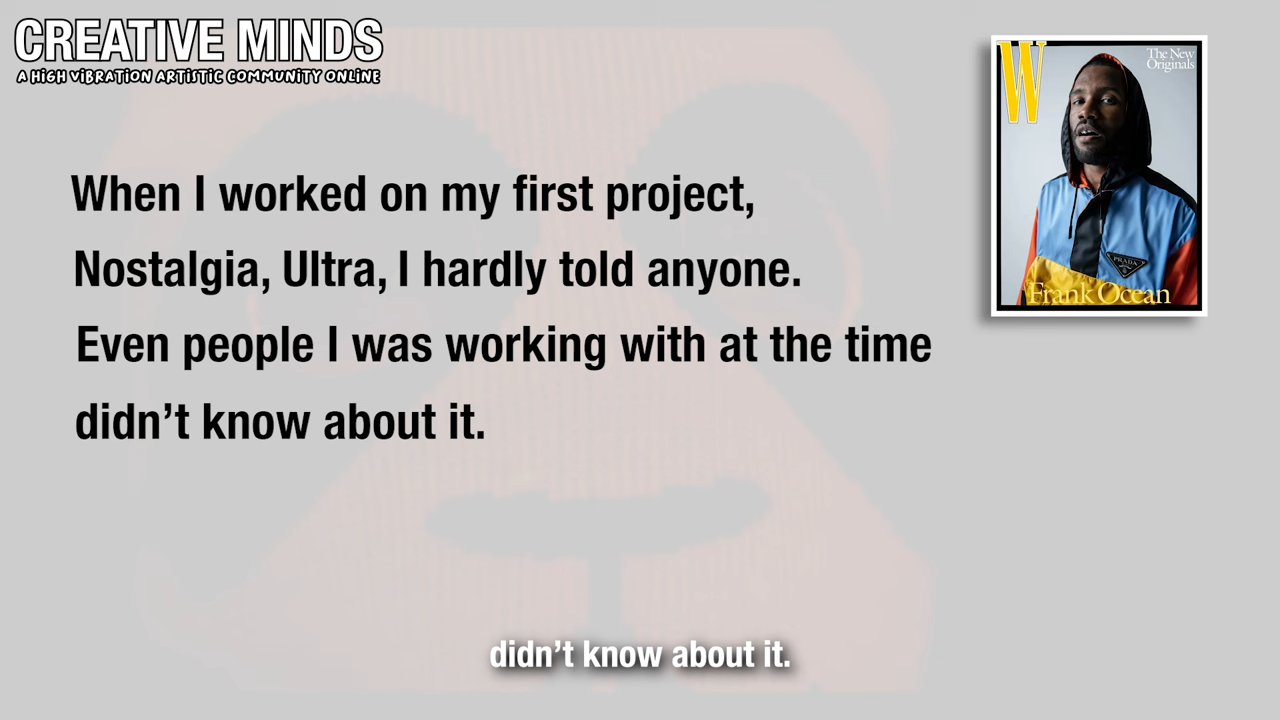 CREATIVE MINDS
A HIGH VIBRATION ARTISTIC COMMUNITY ONLINE
W
The New
Originals
PRADA
Frank Ocean
When I worked on my first project,
Nostalgia, Ultra, I hardly told anyone.
Even people I was working with at the time
didn’t know about it.
didn’t know about it.